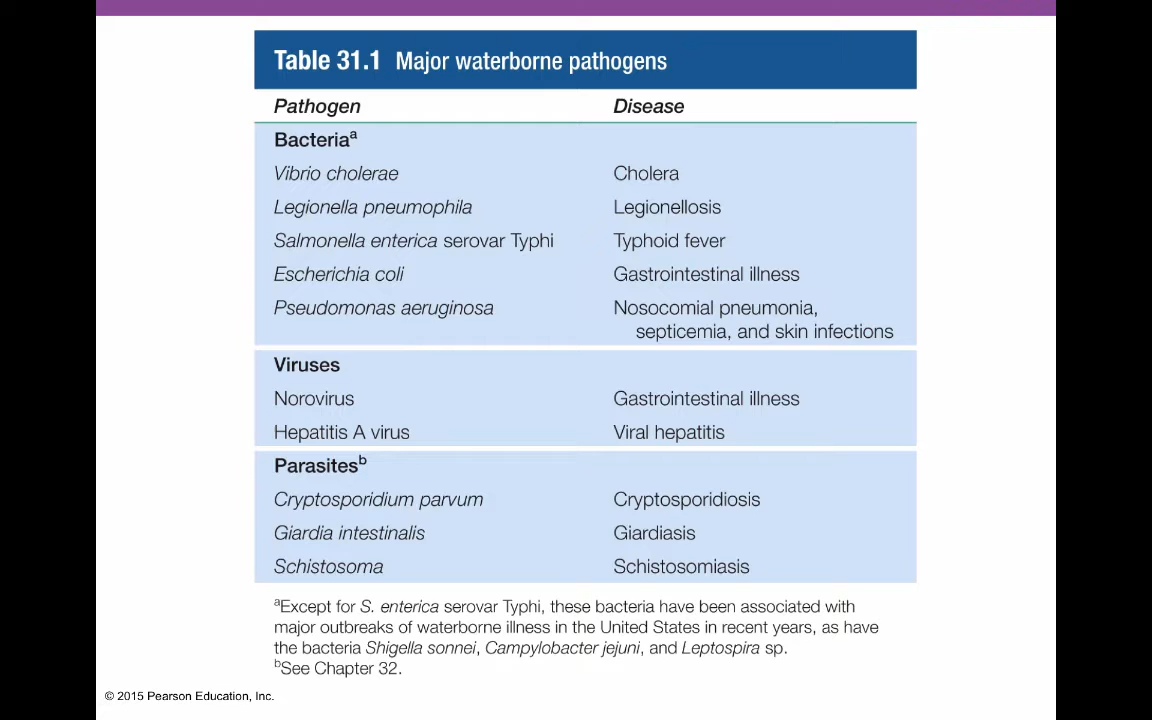 Table 31.1 Major waterborne pathogens
Pathogen Disease
Bacteriaᵃ
Vibrio cholerae Cholera
Legionella pneumophila Legionellosis
Salmonella enterica serovar Typhi Typhoid fever
Escherichia coli Gastrointestinal illness
Pseudomonas aeruginosa Nosocomial pneumonia,
septicemia, and skin infections
Viruses
Norovirus Gastrointestinal illness
Hepatitis A virus Viral hepatitis
Parasitesᵇ
Cryptosporidium parvum Cryptosporidiosis
Giardia intestinalis Giardiasis
Schistosoma Schistosomiasis
ᵃExcept for S. enterica serovar Typhi, these bacteria have been associated with
major outbreaks of waterborne illness in the United States in recent years, as have
the bacteria Shigella sonnei, Campylobacter jejuni, and Leptospira sp.
ᵇSee Chapter 32.
© 2015 Pearson Education, Inc.